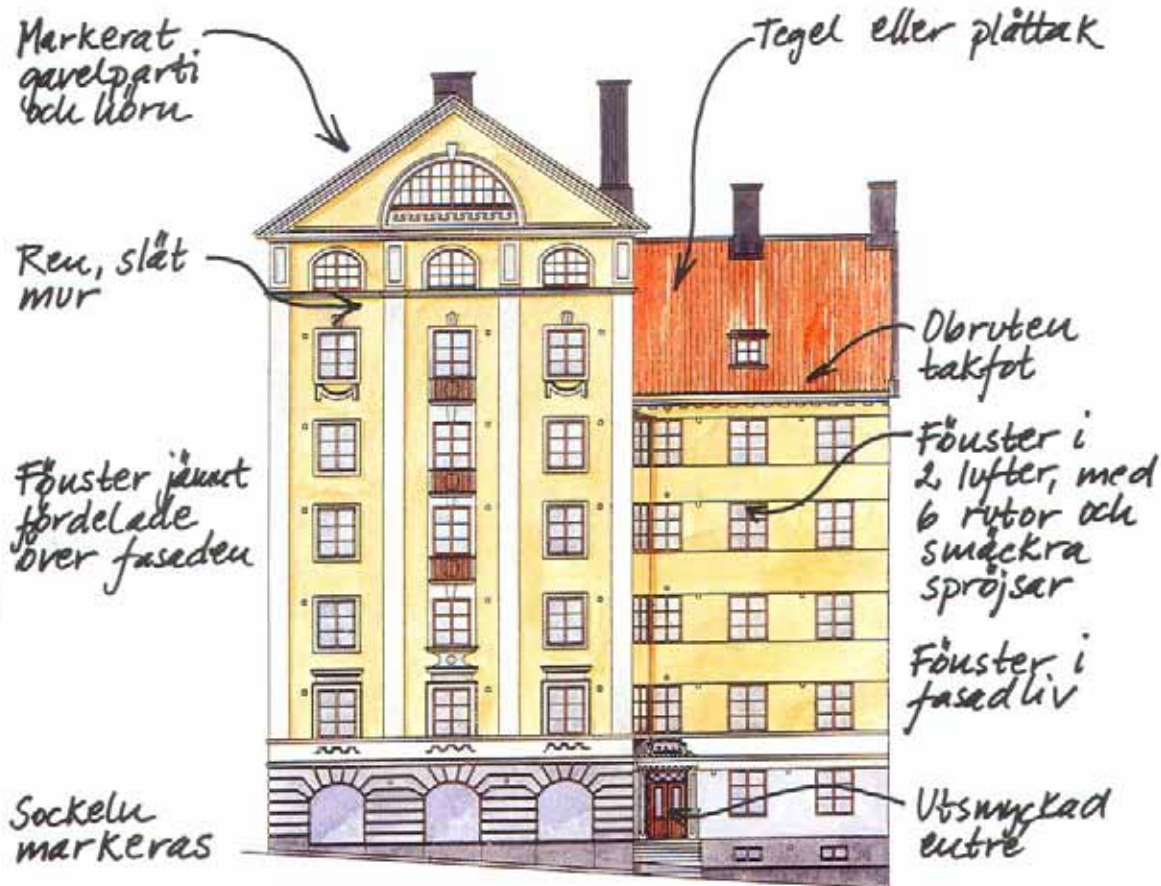 Markerat
gavelparti
och hörn
Tegel eller plåttak
Ren, slät
mur
Obruten
takfot
Fönster jämnt
fördelade
över fasaden
Fönster i
2 lufter, med
6 rutor och
smäckra
spröjsar
Fönster i
fasadliv
Sockeln
markeras
Utsmyckad
entré